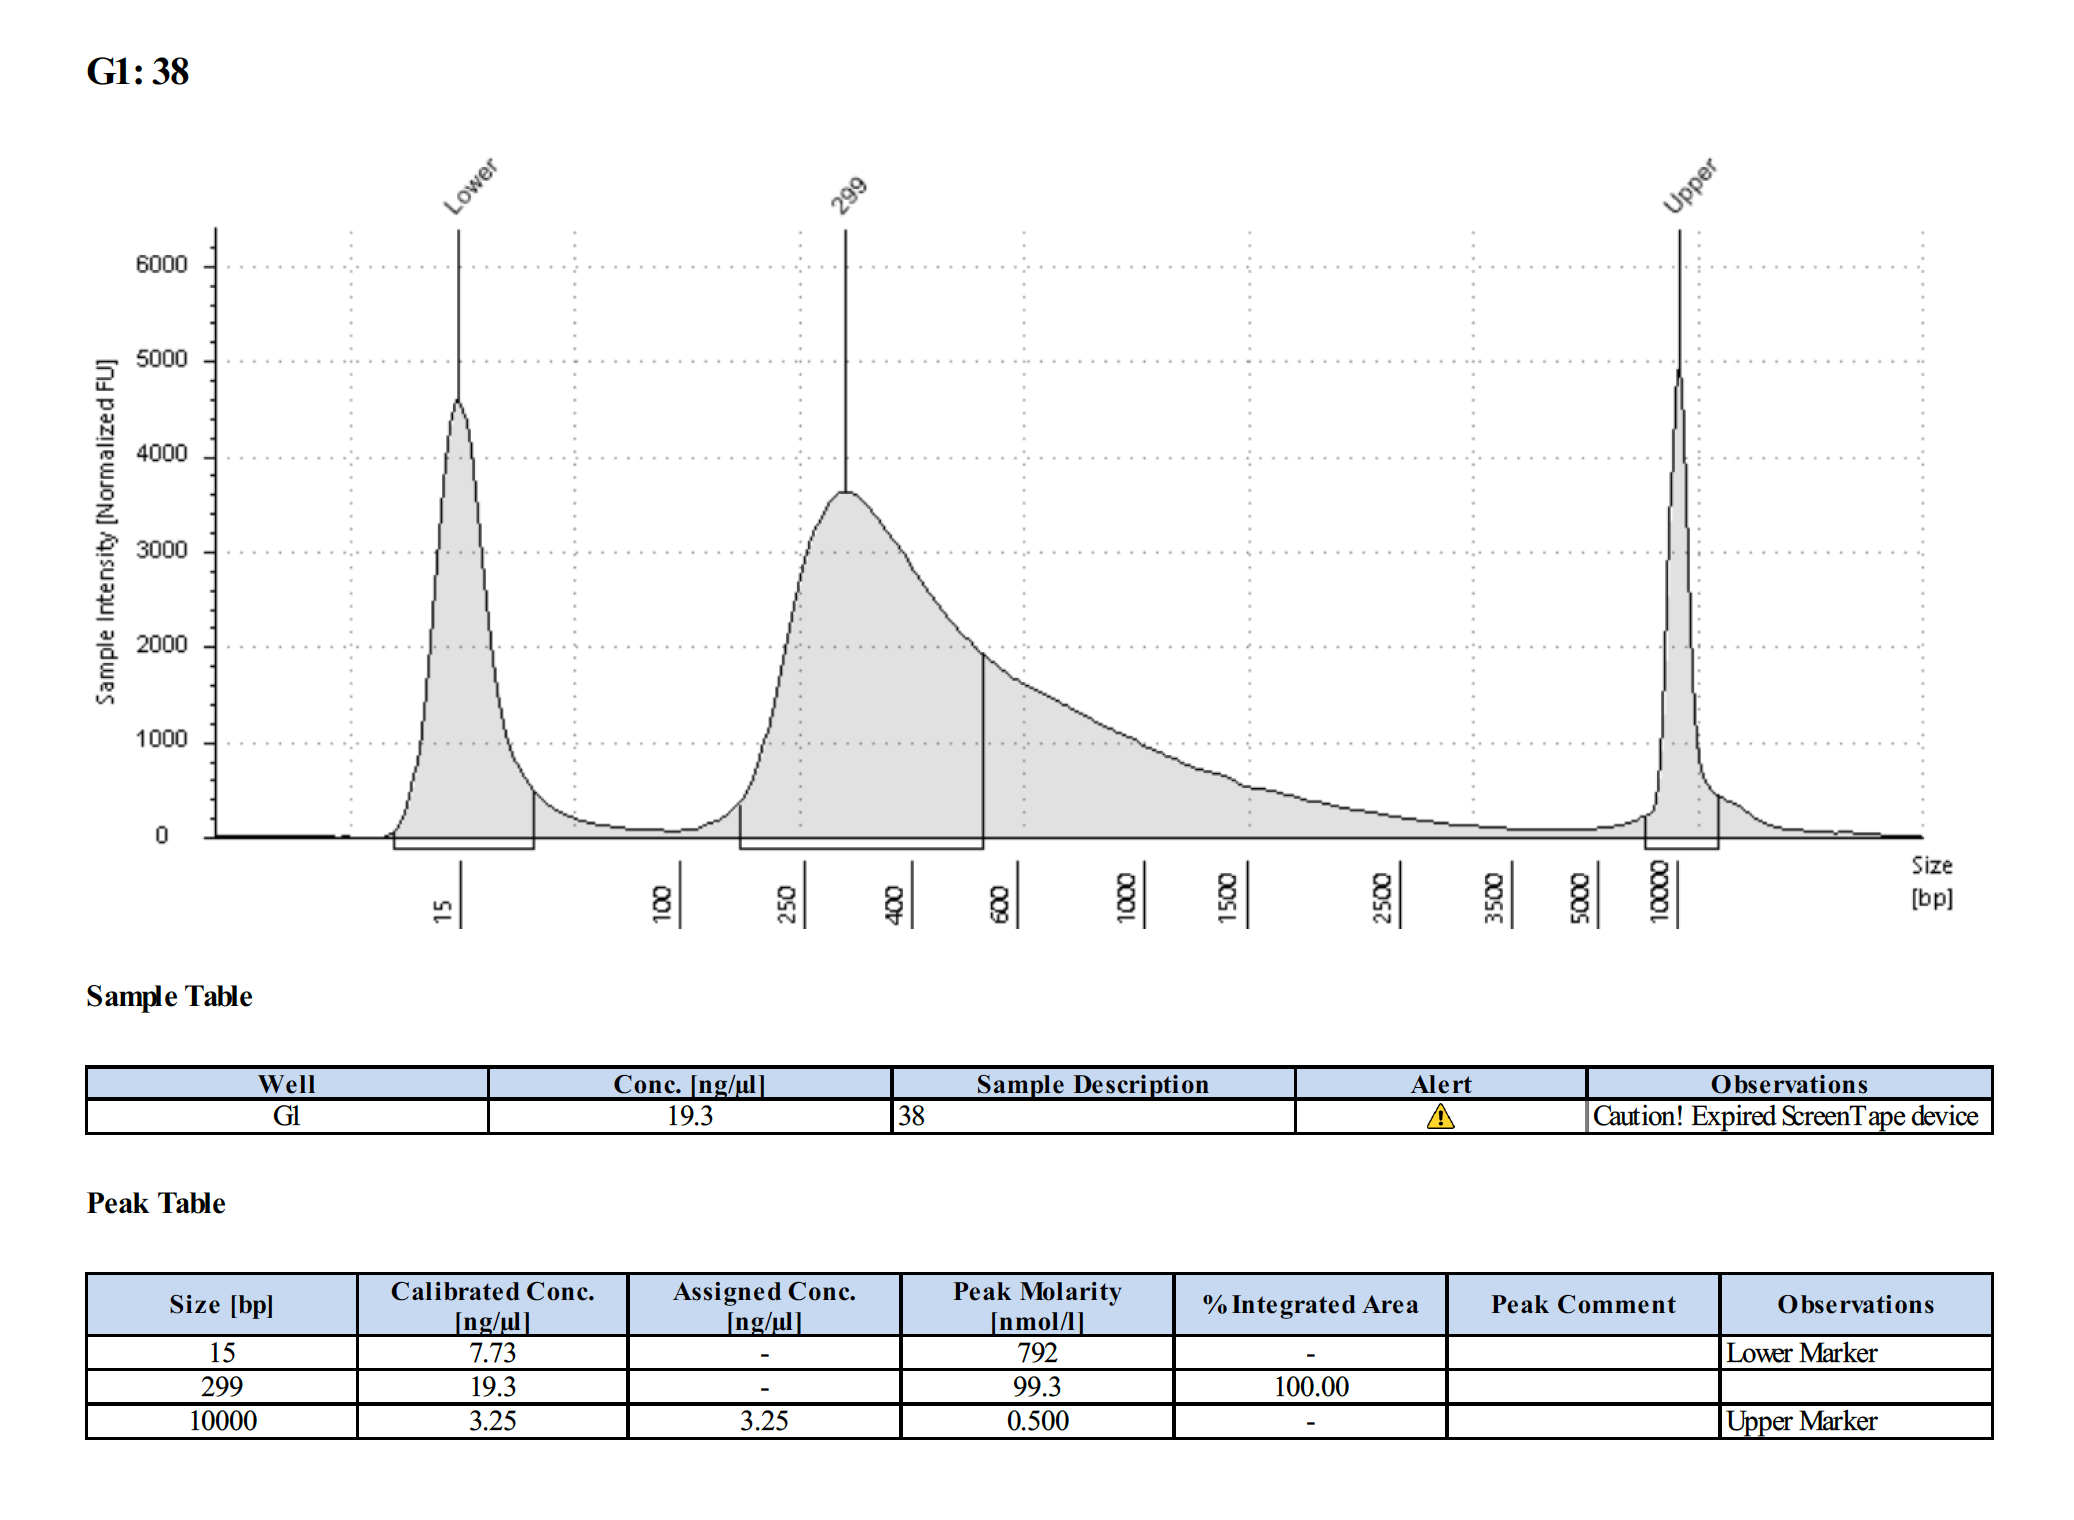 G1: 38
Lower
299
Upper
Sample Intensity [Normalized FU]
6000
5000
4000
3000
2000
1000
0
15
100
250
400
600
1000
1500
2500
3500
5000
10000
Size
[bp]
Sample Table
Well Conc. [ng/µl] Sample Description Alert Observations
G1 19.3 38 Caution! Expired ScreenTape device
Peak Table
Size [bp] Calibrated Conc. [ng/µl] Assigned Conc. [ng/µl] Peak Molarity [nmol/l] % Integrated Area Peak Comment Observations
15 7.73 - 792 - Lower Marker
299 19.3 - 99.3 100.00
10000 3.25 3.25 0.500 - Upper Marker